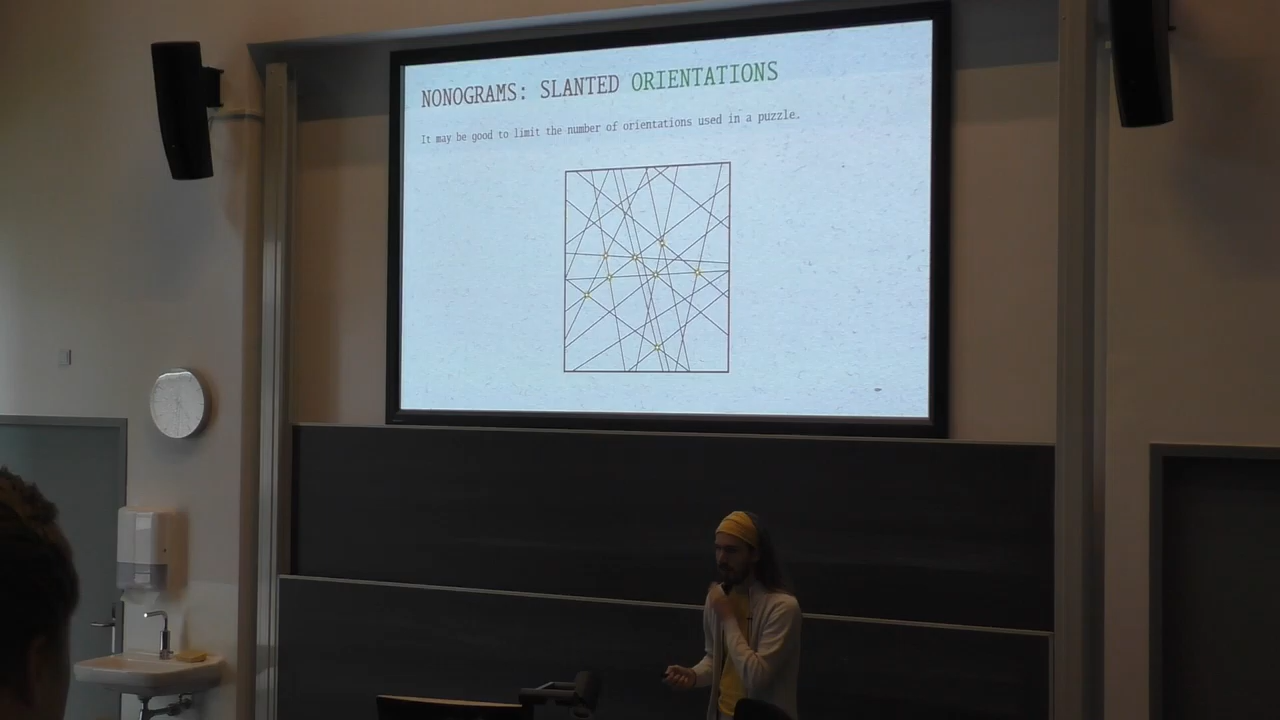 NONOGRAMS: SLANTED ORIENTATIONS
It may be good to limit the number of orientations used in a puzzle.